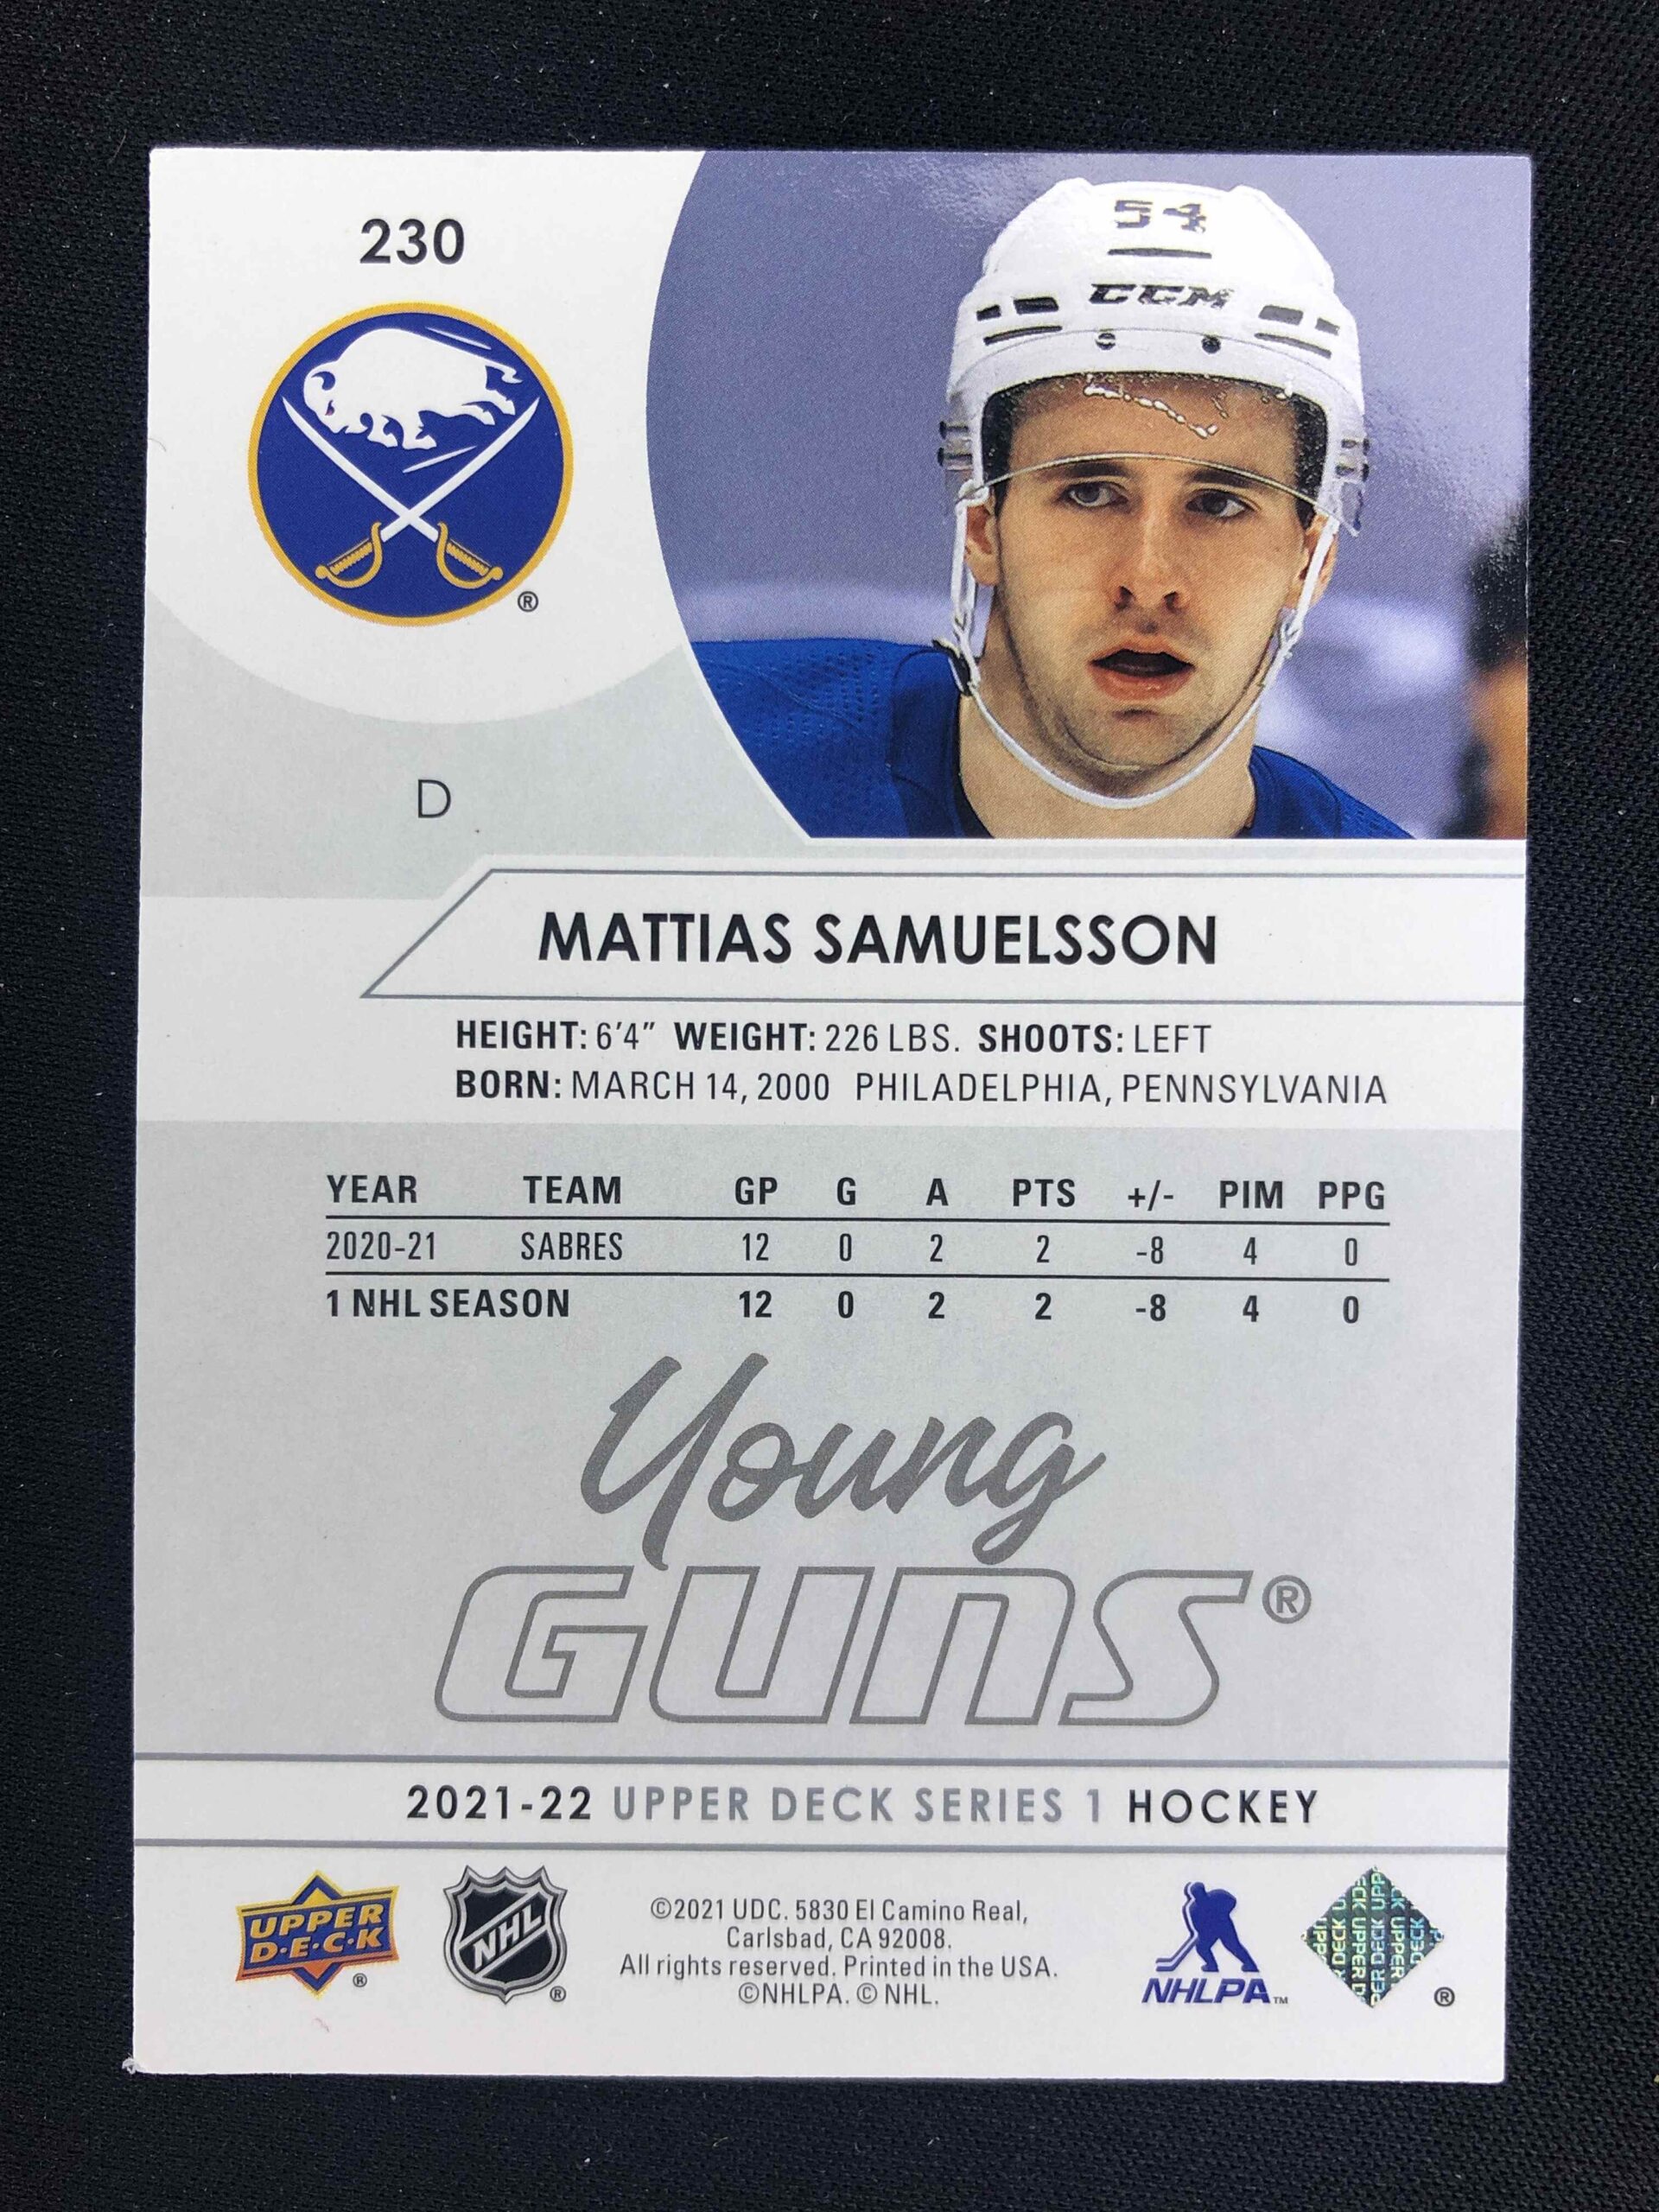 230
54
CCM
®
D
MATTIAS SAMUELSSON
HEIGHT: 6'4" WEIGHT: 226 LBS. SHOOTS: LEFT
BORN: MARCH 14, 2000 PHILADELPHIA, PENNSYLVANIA
YEAR TEAM GP G A PTS +/- PIM PPG
2020-21 SABRES 12 0 2 2 -8 4 0
1 NHL SEASON 12 0 2 2 -8 4 0
Young
GUNS®
2021-22 UPPER DECK SERIES 1 HOCKEY
UPPER
D·E·C·K
®
NHL
®
©2021 UDC. 5830 El Camino Real,
Carlsbad, CA 92008.
All rights reserved. Printed in the USA.
©NHLPA. © NHL.
NHLPA™
UPPER DECK
®